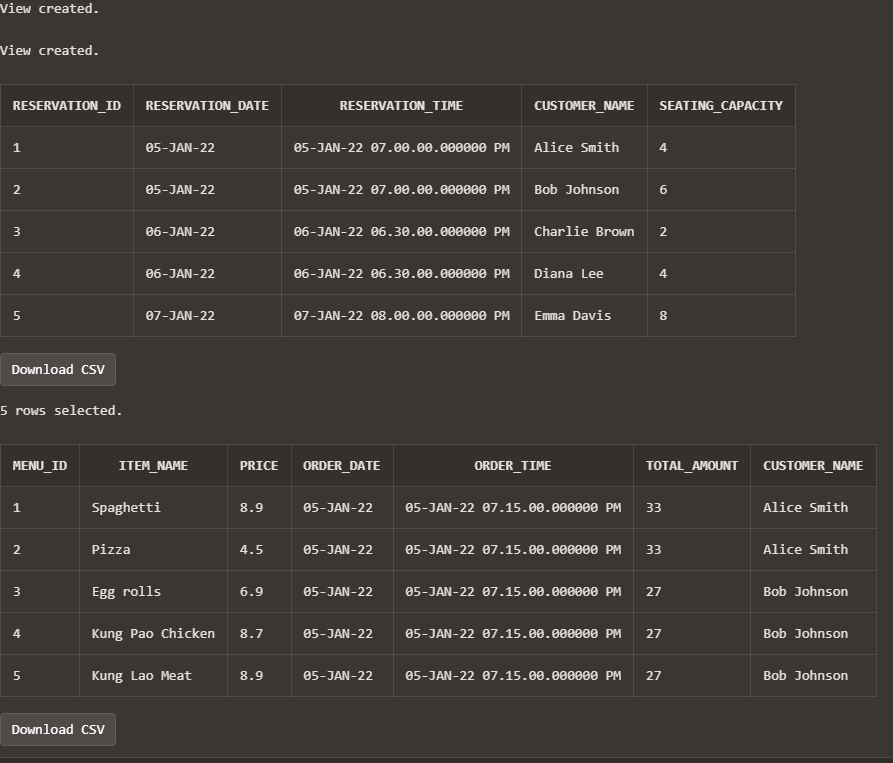 View created.
View created.
RESERVATION_ID RESERVATION_DATE RESERVATION_TIME CUSTOMER_NAME SEATING_CAPACITY
1 05-JAN-22 05-JAN-22 07.00.00.000000 PM Alice Smith 4
2 05-JAN-22 05-JAN-22 07.00.00.000000 PM Bob Johnson 6
3 06-JAN-22 06-JAN-22 06.30.00.000000 PM Charlie Brown 2
4 06-JAN-22 06-JAN-22 06.30.00.000000 PM Diana Lee 4
5 07-JAN-22 07-JAN-22 08.00.00.000000 PM Emma Davis 8
Download CSV
5 rows selected.
MENU_ID ITEM_NAME PRICE ORDER_DATE ORDER_TIME TOTAL_AMOUNT CUSTOMER_NAME
1 Spaghetti 8.9 05-JAN-22 05-JAN-22 07.15.00.000000 PM 33 Alice Smith
2 Pizza 4.5 05-JAN-22 05-JAN-22 07.15.00.000000 PM 33 Alice Smith
3 Egg rolls 6.9 05-JAN-22 05-JAN-22 07.15.00.000000 PM 27 Bob Johnson
4 Kung Pao Chicken 8.7 05-JAN-22 05-JAN-22 07.15.00.000000 PM 27 Bob Johnson
5 Kung Lao Meat 8.9 05-JAN-22 05-JAN-22 07.15.00.000000 PM 27 Bob Johnson
Download CSV